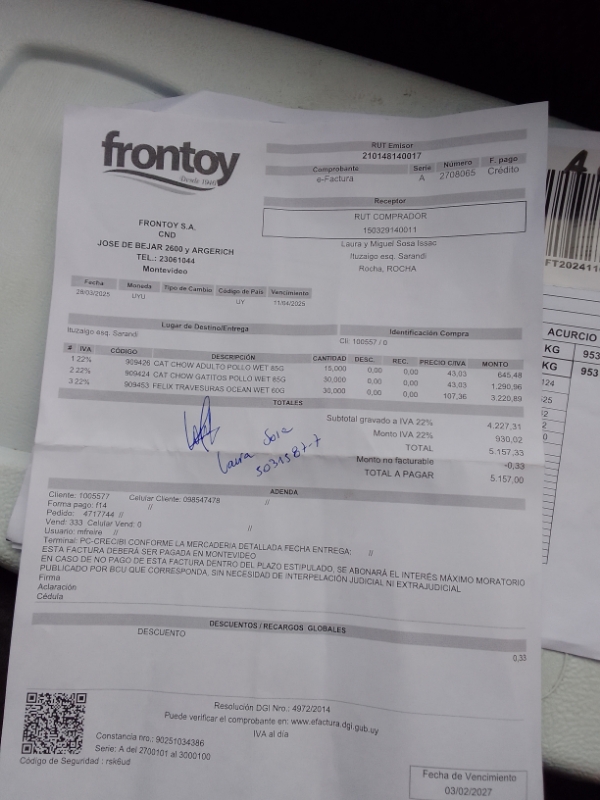 frontoy
Desde 1946
RUT Emisor
210148140017
Comprobante Serie Número F. pago
e-Factura A 2708065 Crédito
Receptor
RUT COMPRADOR
150329140011
Laura y Miguel Sosa Issac
Ituzaigo esq. Sarandi
Rocha, ROCHA
FRONTOY S.A.
CND
JOSE DE BEJAR 2600 y ARGERICH
TEL.: 23061044
Montevideo
Fecha Moneda Tipo de Cambio Código de País Vencimiento
28/03/2025 UYU UY 11/04/2025
Lugar de Destino/Entrega Identificación Compra
Ituzaigo esq. Sarandi Cli: 100557 / 0
# IVA CÓDIGO DESCRIPCIÓN CANTIDAD DESC. REC. PRECIO C/IVA MONTO
1 22% 909426 CAT CHOW ADULTO POLLO WET 85G 15,000 0,00 0,00 43,03 645,48
2 22% 909424 CAT CHOW GATITOS POLLO WET 85G 30,000 0,00 0,00 43,03 1.290,96
3 22% 909453 FELIX TRAVESURAS OCEAN WET 60G 30,000 0,00 0,00 107,36 3.220,89
TOTALES
Subtotal gravado a IVA 22% 4.227,31
Monto IVA 22% 930,02
TOTAL 5.157,33
Monto no facturable -0,33
TOTAL A PAGAR 5.157,00
Laura Sosa
5031587-7
ADENDA
Cliente: 1005577 Celular Cliente: 098547478 //
Forma pago: f14 //
Pedido: 4717744 //
Vend: 333 Celular Vend: 0 //
Usuario: mfreire //
Terminal: PC-CRECIBI CONFORME LA MERCADERIA DETALLADA FECHA ENTREGA: //
ESTA FACTURA DEBERÁ SER PAGADA EN MONTEVIDEO
EN CASO DE NO PAGO DE ESTA FACTURA DENTRO DEL PLAZO ESTIPULADO, SE ABONARÁ EL INTERÉS MÁXIMO MORATORIO
PUBLICADO POR BCU QUE CORRESPONDA, SIN NECESIDAD DE INTERPELACIÓN JUDICIAL NI EXTRAJUDICIAL
Firma
Aclaración
Cédula
DESCUENTOS / RECARGOS GLOBALES
DESCUENTO 0,33
Resolución DGI Nro.: 4972/2014
Puede verificar el comprobante en: www.efactura.dgi.gub.uy
IVA al día
Constancia nro.: 90251034386
Serie: A del 2700101 al 3000100
Código de Seguridad : rsk6ud
Fecha de Vencimiento
03/02/2027
FT202411
ACURCIO
KG 953
KG 953
124
325